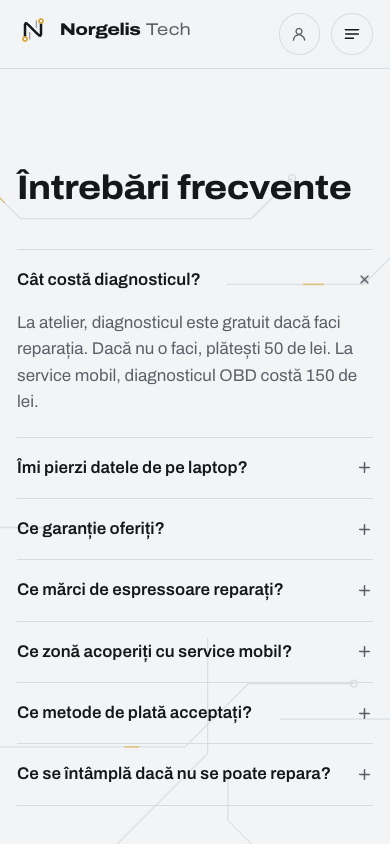 Norgelis Tech
Întrebări frecvente
Cât costă diagnosticul?
La atelier, diagnosticul este gratuit dacă faci
reparația. Dacă nu o faci, plătești 50 de lei. La
service mobil, diagnosticul OBD costă 150 de
lei.
Îmi pierzi datele de pe laptop?
Ce garanție oferiți?
Ce mărci de espressoare reparați?
Ce zonă acoperiți cu service mobil?
Ce metode de plată acceptați?
Ce se întâmplă dacă nu se poate repara?